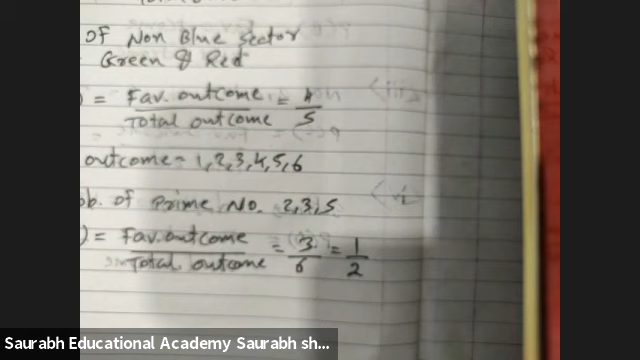 OF Non Blue sector
Green & Red
) = Fav. outcome / Total outcome = 4/5
outcome = 1,2,3,4,5,6
ob. of Prime No. 2,3,5
) = Fav. outcome / Total. outcome = 3/6 = 1/2
Saurabh Educational Academy Saurabh sh...